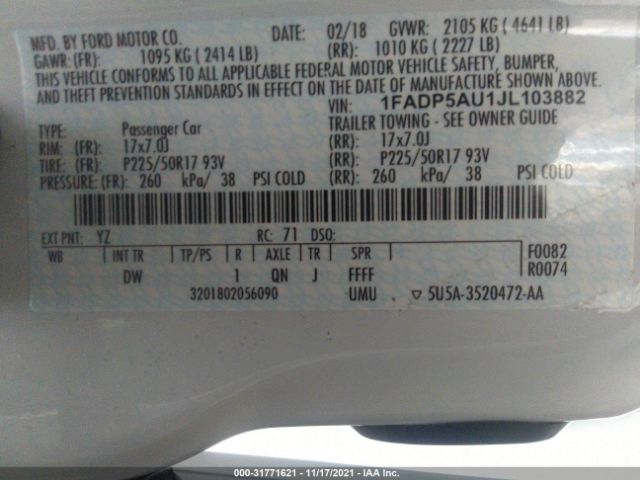 MFD. BY FORD MOTOR CO.
DATE: 02/18 GVWR: 2105 KG ( 4641 LB)
GAWR: (FR): 1095 KG ( 2414 LB) (RR): 1010 KG ( 2227 LB)
THIS VEHICLE CONFORMS TO ALL APPLICABLE FEDERAL MOTOR VEHICLE SAFETY, BUMPER,
AND THEFT PREVENTION STANDARDS IN EFFECT ON THE DATE OF MANUFACTURE SHOWN ABOVE.
VIN: 1FADP5AU1JL103882
TYPE: Passenger Car TRAILER TOWING - SEE OWNER GUIDE
RIM: (FR): 17x7.0J (RR): 17x7.0J
TIRE: (FR): P225/50R17 93V (RR): P225/50R17 93V
PRESSURE: (FR): 260 kPa/ 38 PSI COLD (RR): 260 kPa/ 38 PSI COLD
EXT PNT: YZ RC: 71 DSO:
WB INT TR TP/PS R AXLE TR SPR F0082
DW 1 QN J FFFF R0074
3201802056090 UMU ▽ 5U5A-3520472-AA
000-31771621 | 11/17/2021 - IAA Inc.